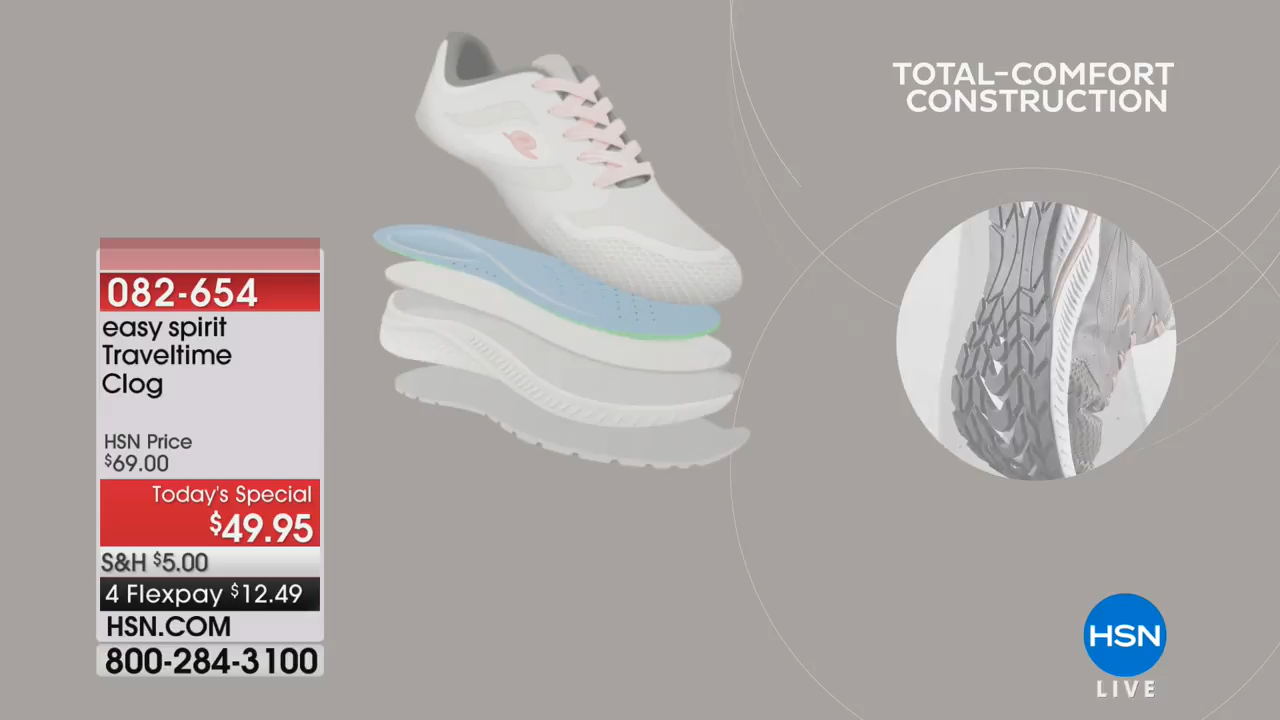 TOTAL-COMFORT
CONSTRUCTION
082-654
easy spirit
Traveltime
Clog
HSN Price
$69.00
Today's Special
$49.95
S&H $5.00
4 Flexpay $12.49
HSN.COM
800-284-3100
HSN
LIVE